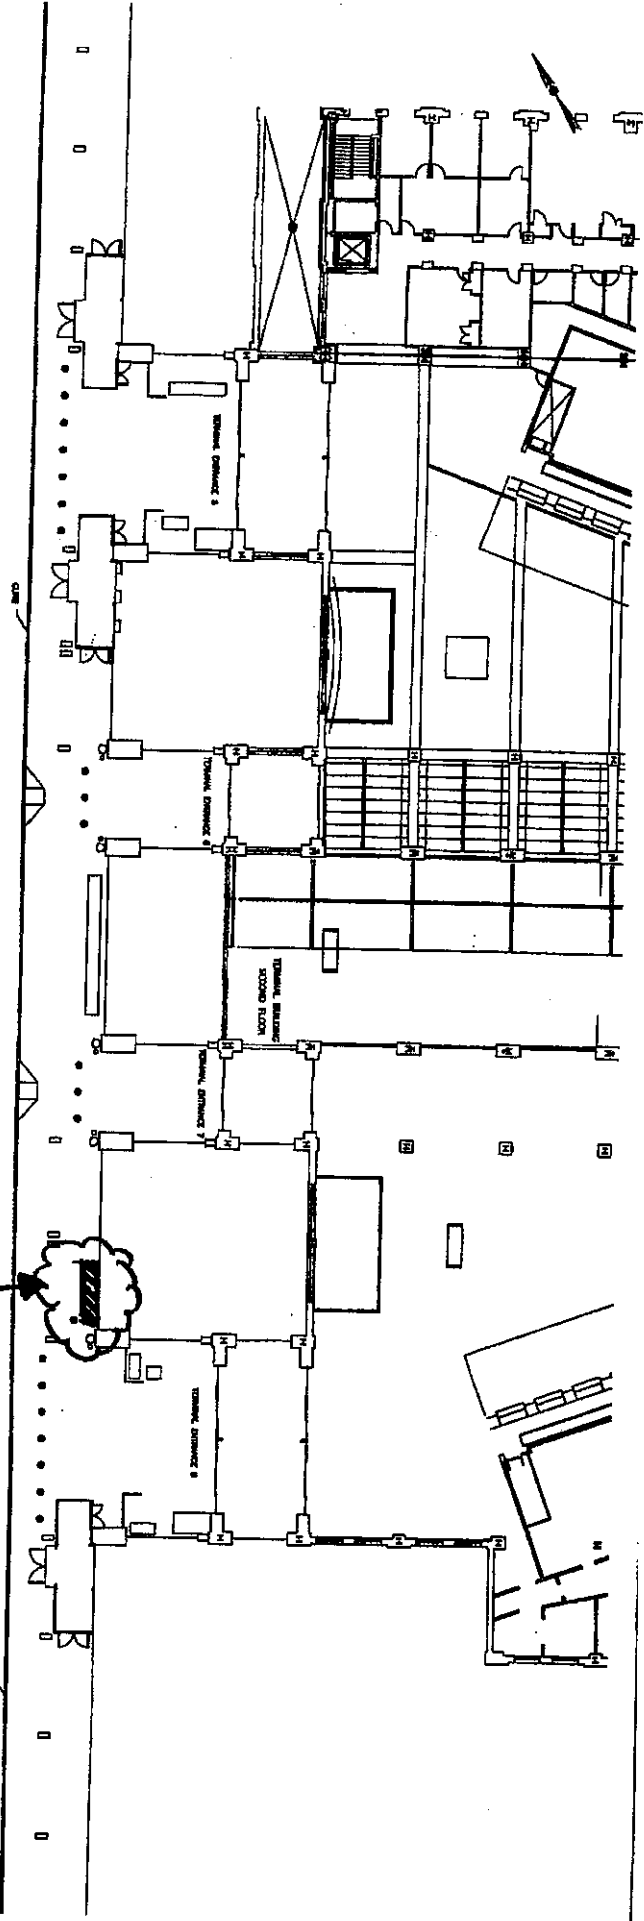 TERMINAL ENTRANCE 5
CURB
TERMINAL ENTRANCE 6
TERMINAL BUILDING
SECOND FLOOR
TERMINAL ENTRANCE 7
TERMINAL ENTRANCE 8